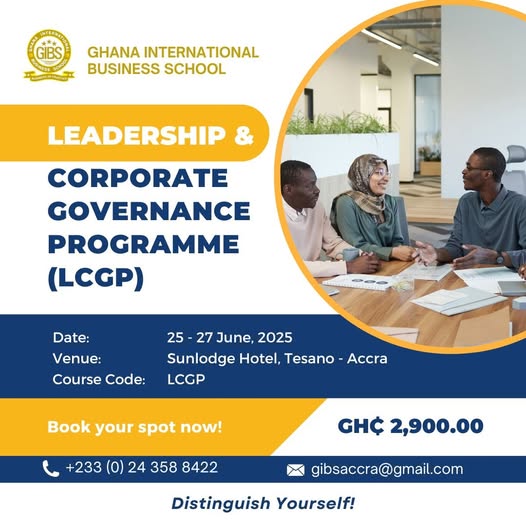 GHANA INTERNATIONAL
BUSINESS SCHOOL
GIBS
LEADERSHIP &
CORPORATE
GOVERNANCE
PROGRAMME
(LCGP)
Date: 25 - 27 June, 2025
Venue: Sunlodge Hotel, Tesano - Accra
Course Code: LCGP
Book your spot now!
GH₵ 2,900.00
+233 (0) 24 358 8422
gibsaccra@gmail.com
Distinguish Yourself!